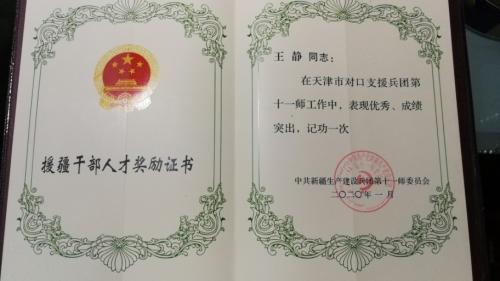 援疆干部人才奖励证书
王静 同志：
在天津市对口支援兵团第
十一师工作中，表现优秀、成绩
突出，记功一次
中共新疆生产建设兵团第十一师委员会
二〇二〇年一月